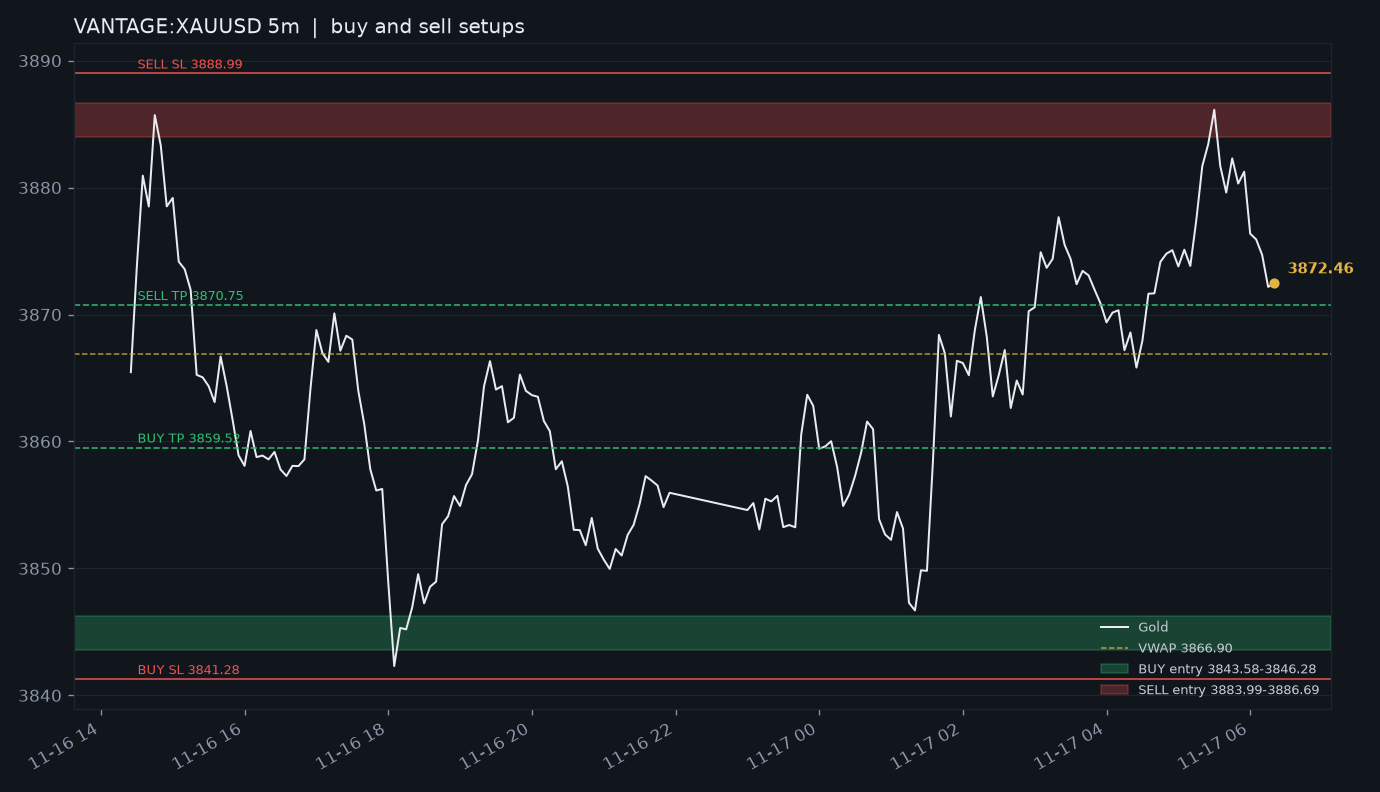 VANTAGE:XAUUSD 5m | buy and sell setups
3890
SELL SL 3888.99
3880
3872.46
SELL TP 3870.75
3870
BUY TP 3859.52
3860
3850
Gold
VWAP 3866.90
BUY entry 3843.58-3846.28
SELL entry 3883.99-3886.69
BUY SL 3841.28
3840
11-16 14
11-16 16
11-16 18
11-16 20
11-16 22
11-17 00
11-17 02
11-17 04
11-17 06